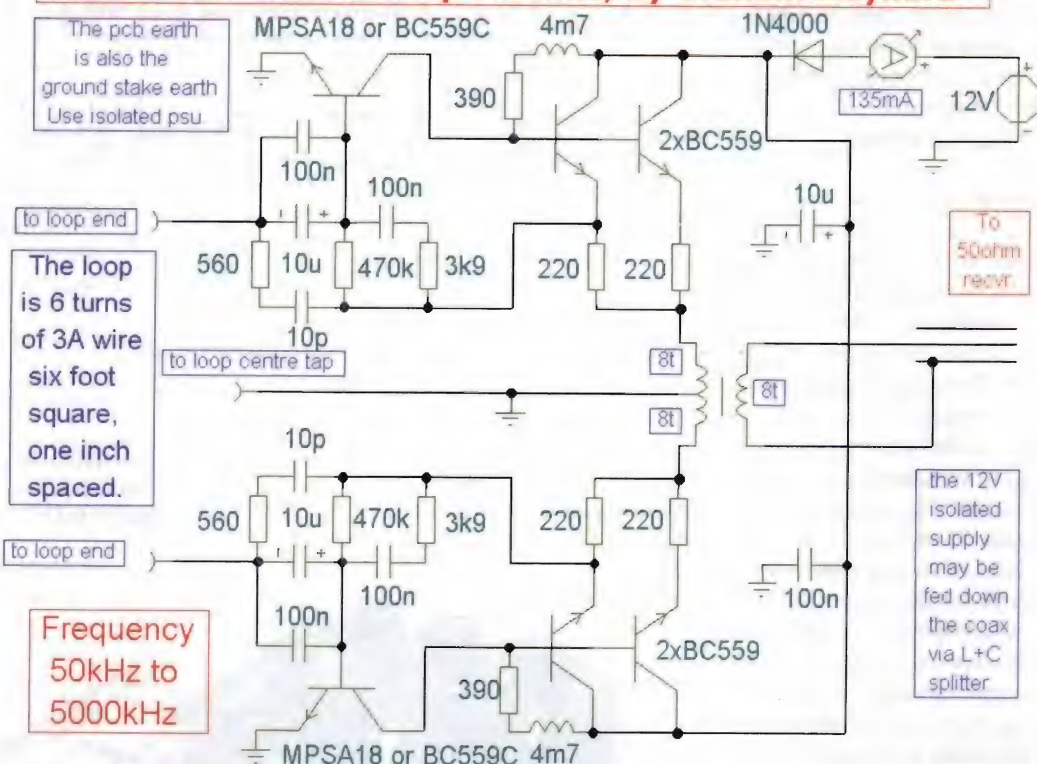 The pcb earth
is also the
ground stake earth
Use isolated psu
MPSA18 or BC559C
4m7
1N4000
390
135mA
12V
2xBC559
100n
100n
10u
to loop end
To
50ohm
recvr
560
10u
470k
3k9
220
220
The loop
is 6 turns
of 3A wire
six foot
square,
one inch
spaced.
10p
to loop centre tap
8t
8t
8t
10p
560
10u
470k
3k9
220
220
to loop end
100n
100n
the 12V
isolated
supply
may be
fed down
the coax
via L+C
splitter
100n
Frequency
50kHz to
5000kHz
2xBC559
390
MPSA18 or BC559C
4m7